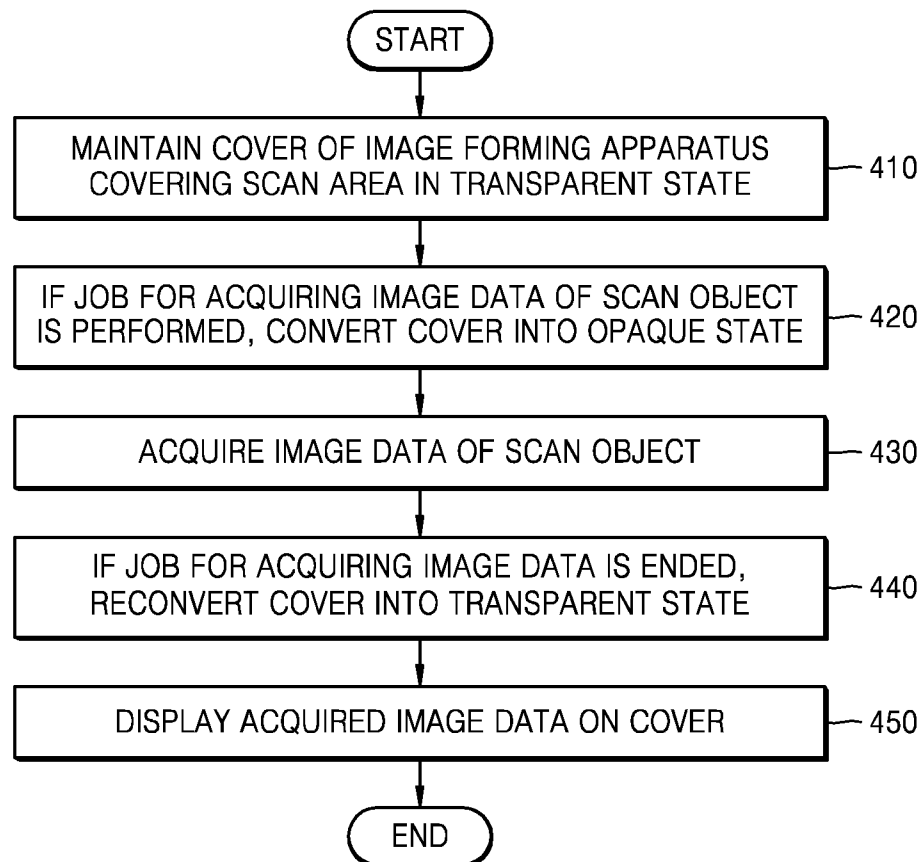 START
MAINTAIN COVER OF IMAGE FORMING APPARATUS
COVERING SCAN AREA IN TRANSPARENT STATE
410
IF JOB FOR ACQUIRING IMAGE DATA OF SCAN OBJECT
IS PERFORMED, CONVERT COVER INTO OPAQUE STATE
420
ACQUIRE IMAGE DATA OF SCAN OBJECT
430
IF JOB FOR ACQUIRING IMAGE DATA IS ENDED,
RECONVERT COVER INTO TRANSPARENT STATE
440
DISPLAY ACQUIRED IMAGE DATA ON COVER
450
END